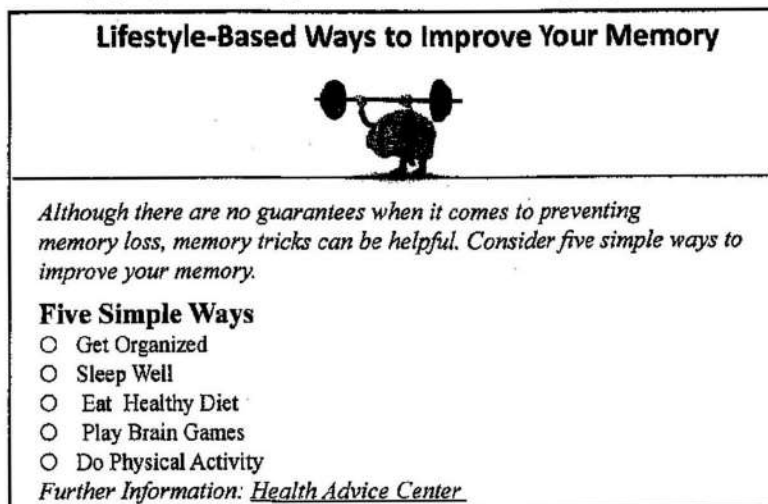 Lifestyle-Based Ways to Improve Your Memory
Although there are no guarantees when it comes to preventing
memory loss, memory tricks can be helpful. Consider five simple ways to
improve your memory.
Five Simple Ways
○ Get Organized
○ Sleep Well
○ Eat Healthy Diet
○ Play Brain Games
○ Do Physical Activity
Further Information: Health Advice Center